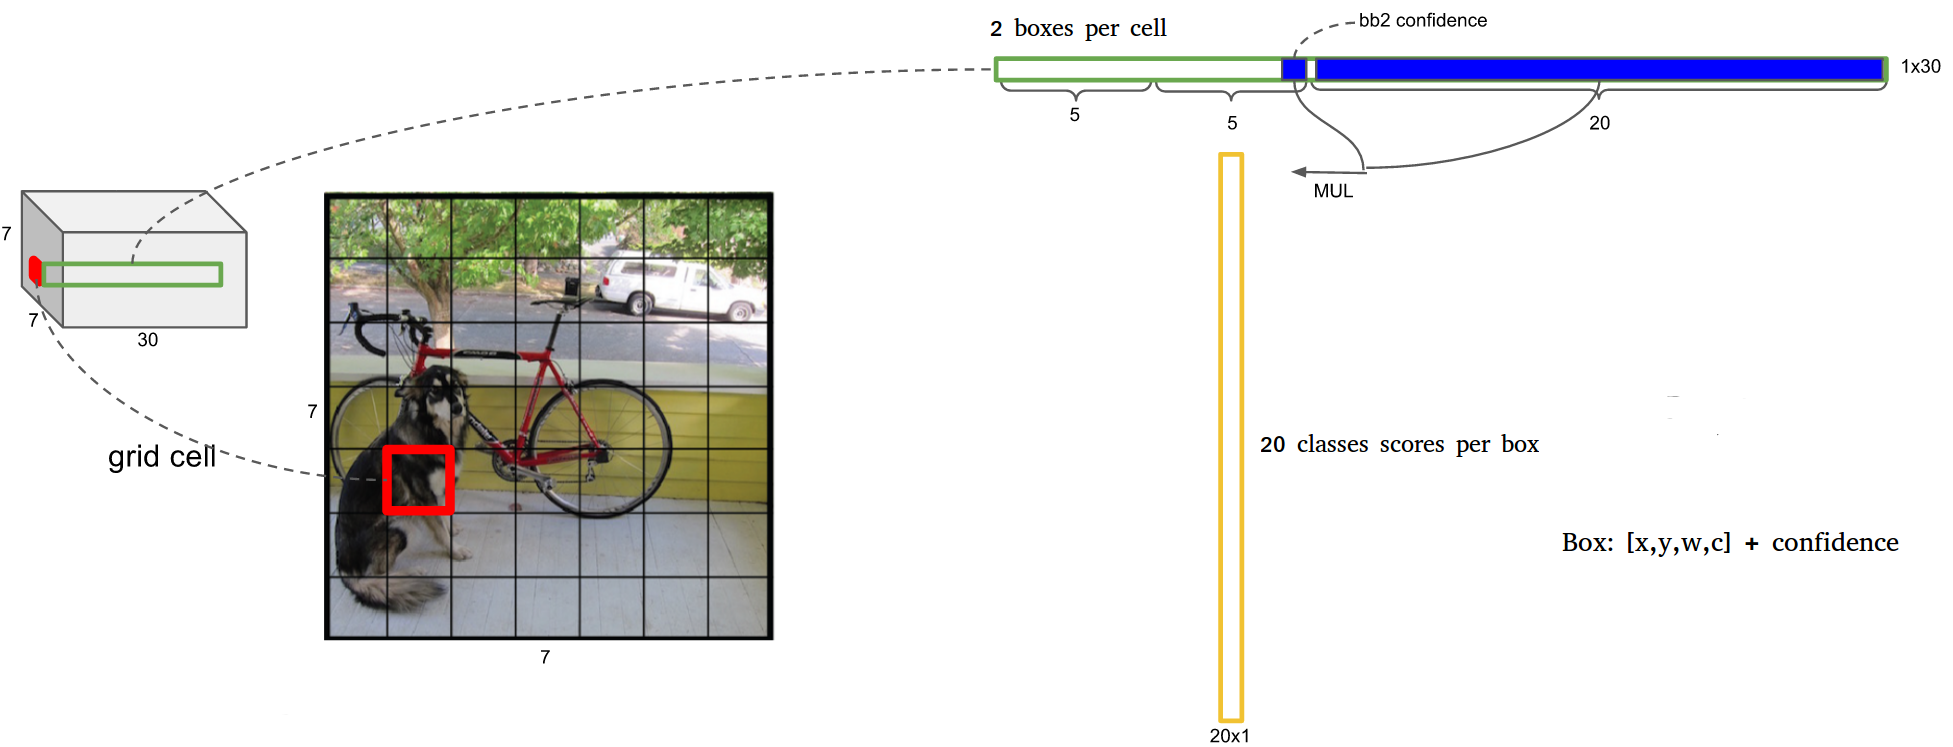 2 boxes per cell
bb2 confidence
1x30
5
5
20
MUL
7
7
30
grid cell
7
7
20 classes scores per box
Box: [x,y,w,c] + confidence
20x1